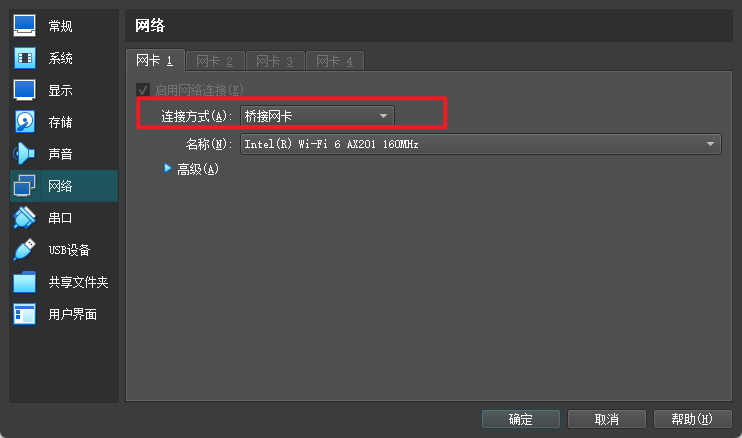 常规
系统
显示
存储
声音
网络
串口
USB设备
共享文件夹
用户界面
网络
网卡 1 网卡 2 网卡 3 网卡 4
启用网络连接(E)
连接方式(A): 桥接网卡
名称(N): Intel(R) Wi-Fi 6 AX201 160MHz
高级(A)
确定 取消 帮助(H)